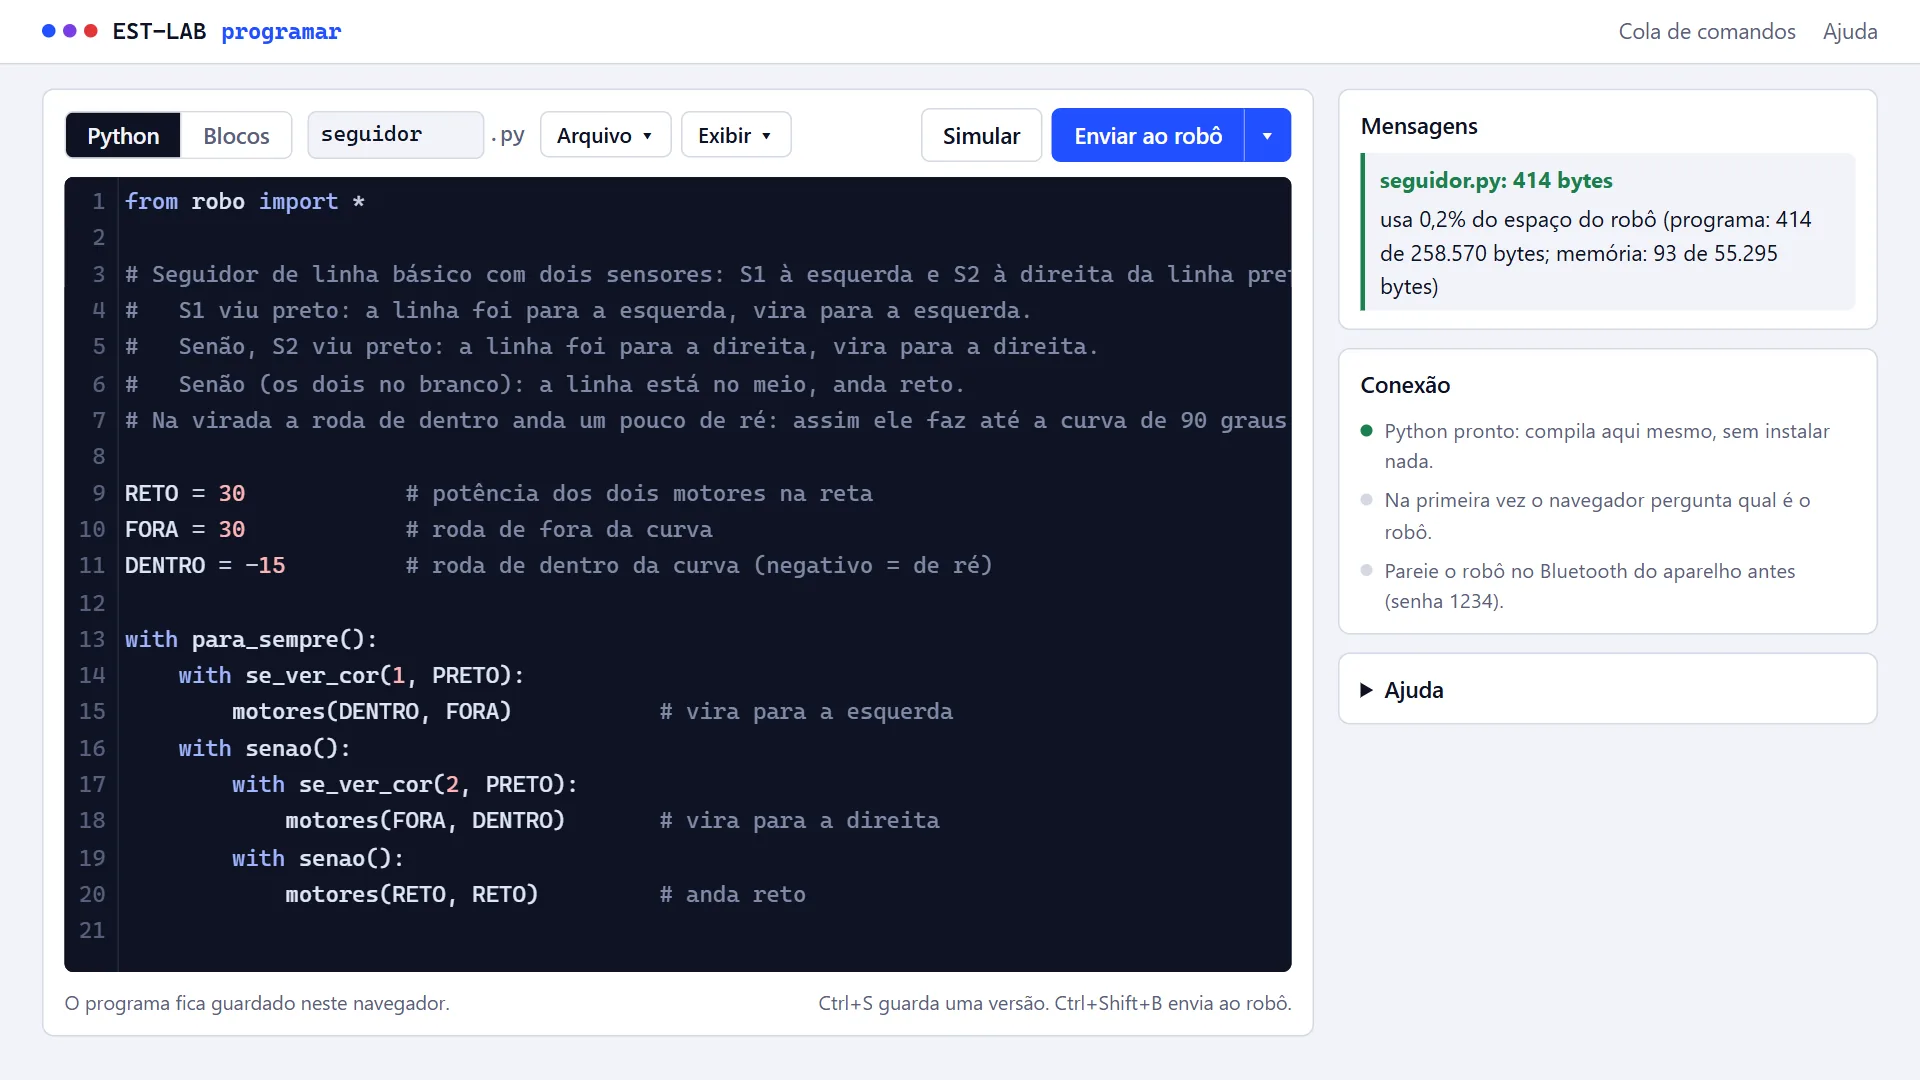 EST-LAB programar
Cola de comandos Ajuda
Python Blocos seguidor .py Arquivo ▼ Exibir ▼ Simular Enviar ao robô ▼
1 from robo import *
2
3 # Seguidor de linha básico com dois sensores: S1 à esquerda e S2 à direita da linha pre
4 #   S1 viu preto: a linha foi para a esquerda, vira para a esquerda.
5 #   Senão, S2 viu preto: a linha foi para a direita, vira para a direita.
6 #   Senão (os dois no branco): a linha está no meio, anda reto.
7 # Na virada a roda de dentro anda um pouco de ré: assim ele faz até a curva de 90 graus
8
9 RETO = 30            # potência dos dois motores na reta
10 FORA = 30            # roda de fora da curva
11 DENTRO = -15         # roda de dentro da curva (negativo = de ré)
12
13 with para_sempre():
14     with se_ver_cor(1, PRETO):
15         motores(DENTRO, FORA)           # vira para a esquerda
16     with senao():
17         with se_ver_cor(2, PRETO):
18             motores(FORA, DENTRO)       # vira para a direita
19         with senao():
20             motores(RETO, RETO)         # anda reto
21
O programa fica guardado neste navegador.
Ctrl+S guarda uma versão. Ctrl+Shift+B envia ao robô.
Mensagens
seguidor.py: 414 bytes
usa 0,2% do espaço do robô (programa: 414
de 258.570 bytes; memória: 93 de 55.295
bytes)
Conexão
Python pronto: compila aqui mesmo, sem instalar
nada.
Na primeira vez o navegador pergunta qual é o
robô.
Pareie o robô no Bluetooth do aparelho antes
(senha 1234).
▶ Ajuda